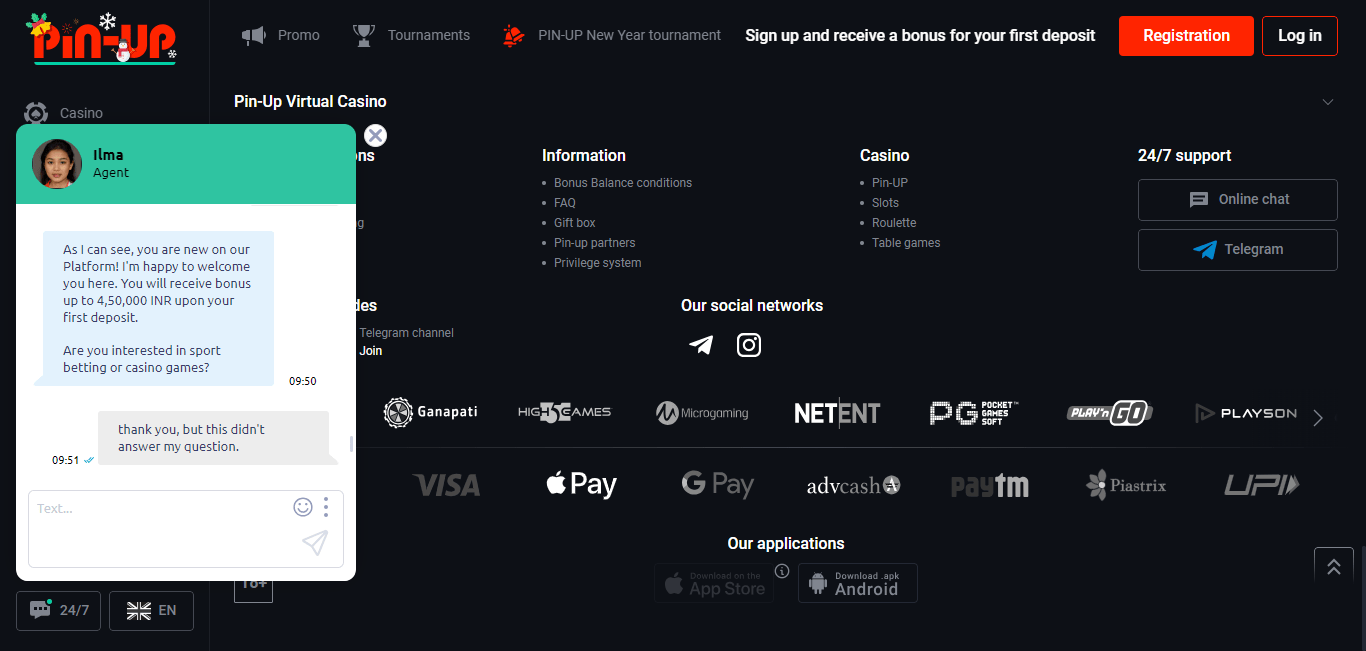 PiN-UP
Promo
Tournaments
PIN-UP New Year tournament
Sign up and receive a bonus for your first deposit
Registration
Log in
Casino
Pin-Up Virtual Casino
Ilma
Agent
As I can see, you are new on our
Platform! I'm happy to welcome
you here. You will receive bonus
up to 4,50,000 INR upon your
first deposit.
Are you interested in sport
betting or casino games?
09:50
thank you, but this didn't
answer my question.
09:51
Text...
24/7
EN
Information
Bonus Balance conditions
FAQ
Gift box
Pin-up partners
Privilege system
Casino
Pin-UP
Slots
Roulette
Table games
24/7 support
Online chat
Telegram
Telegram channel
Join
Our social networks
Ganapati
HIGH 5 GAMES
Microgaming
NETENT
PG POCKET GAMES SOFT
PLAY'n GO
PLAYSON
VISA
Apple Pay
G Pay
advcash
paytm
Piastrix
UPI
Our applications
Download on the
App Store
Download .apk
Android
18+